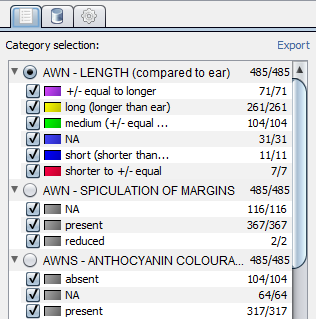 Category selection: Export
AWN - LENGTH (compared to ear) 485/485
+/- equal to longer 71/71
long (longer than ear) 261/261
medium (+/- equal ... 104/104
NA 31/31
short (shorter than... 11/11
shorter to +/- equal 7/7
AWN - SPICULATION OF MARGINS 485/485
NA 116/116
present 367/367
reduced 2/2
AWNS - ANTHOCYANIN COLOURA... 485/485
absent 104/104
NA 64/64
present 317/317